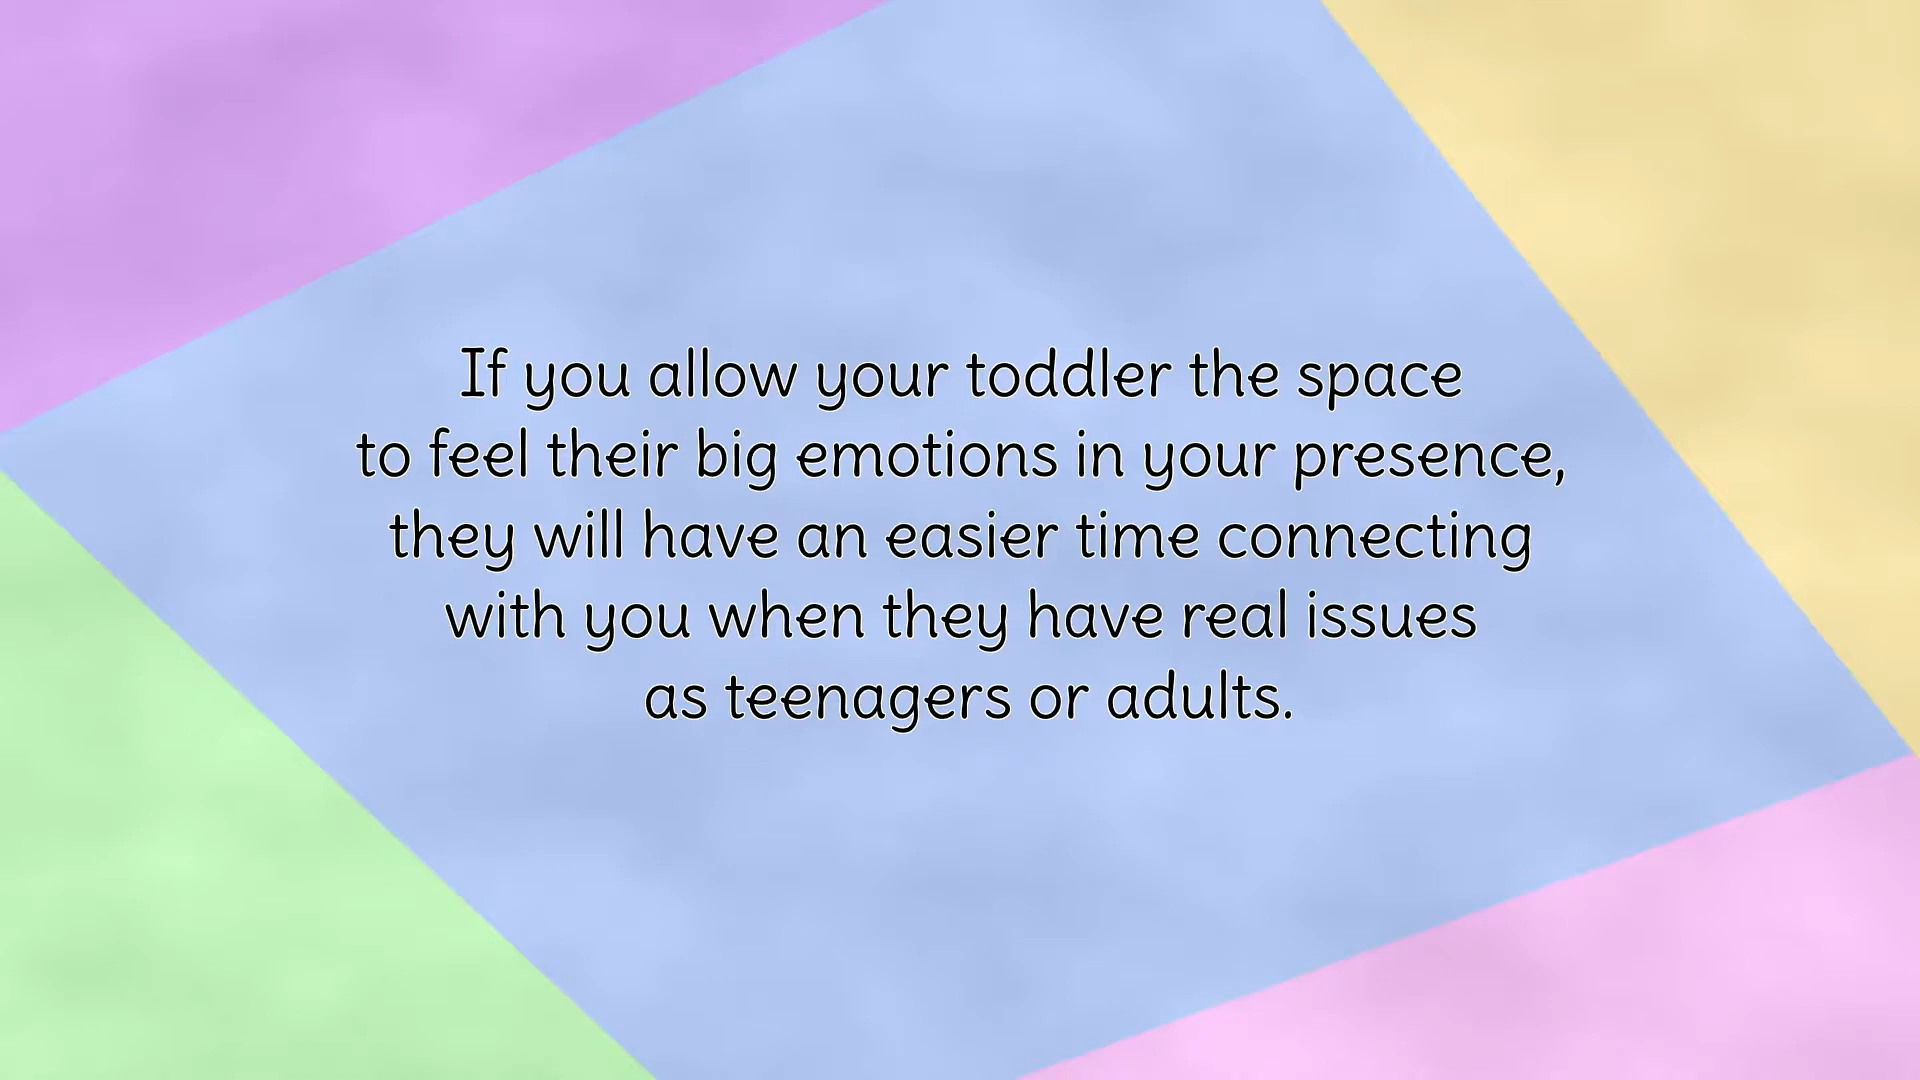 If you allow your toddler the space
to feel their big emotions in your presence,
they will have an easier time connecting
with you when they have real issues
as teenagers or adults.